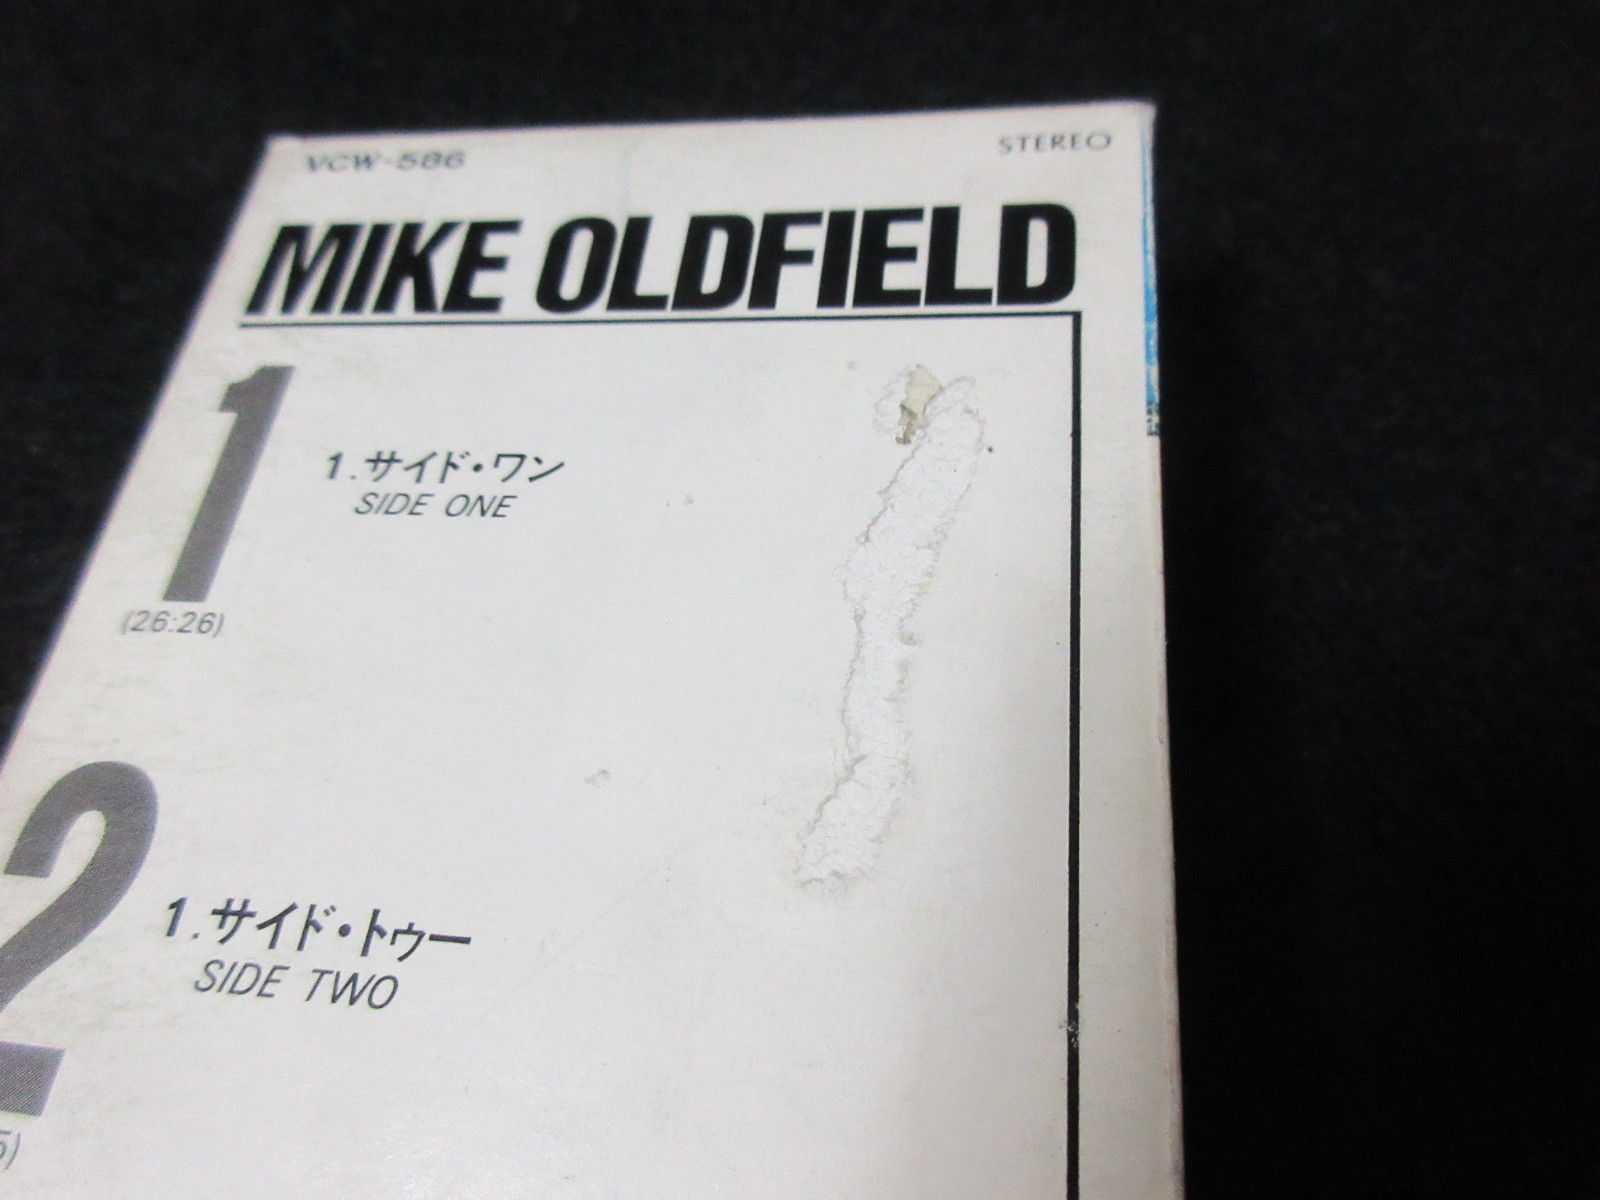 VCW-586
STEREO
MIKE OLDFIELD
1
1.サイド・ワン
SIDE ONE
(26:26)
2
1.サイド・トゥー
SIDE TWO
5)